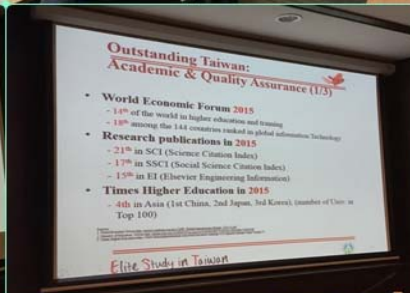 Outstanding Taiwan:
Academic & Quality Assurance (1/3)
• World Economic Forum 2015
- 14th of the world in higher education and training
- 18th among the 144 countries ranked in global information Technology
• Research publications in 2015
- 21th in SCI (Science Citation Index)
- 17th in SSCI (Social Science Citation Index)
- 15th in EI (Elsevier Engineering Information)
• Times Higher Education in 2015
- 4th in Asia (1st China, 2nd Japan, 3rd Korea), (number of Univ. in
Top 100)
Elite Study in Taiwan